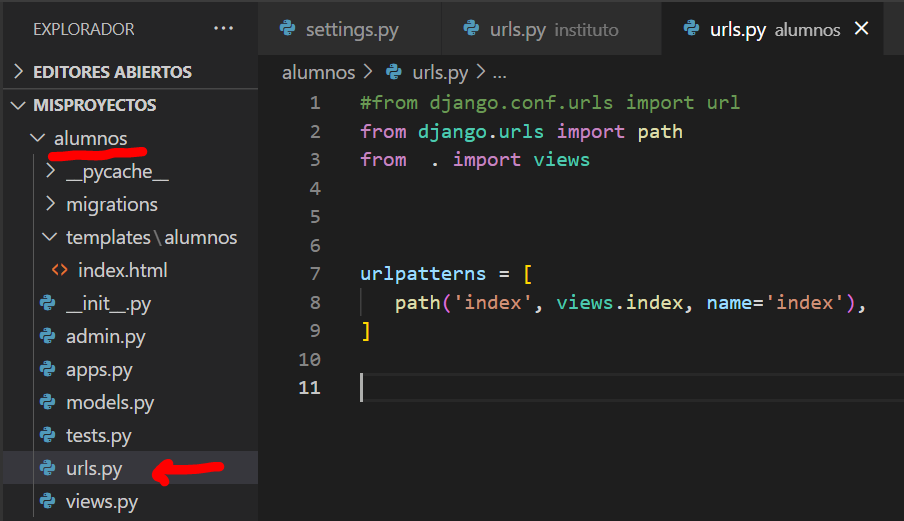 EXPLORADOR ...
EDITORES ABIERTOS
MISPROYECTOS
alumnos
__pycache__
migrations
templates\alumnos
<> index.html
__init__.py
admin.py
apps.py
models.py
tests.py
urls.py
views.py
settings.py urls.py instituto urls.py alumnos
alumnos > urls.py > ...
1 #from django.conf.urls import url
2 from django.urls import path
3 from  . import views
4
5
6
7 urlpatterns = [
8    path('index', views.index, name='index'),
9 ]
10
11